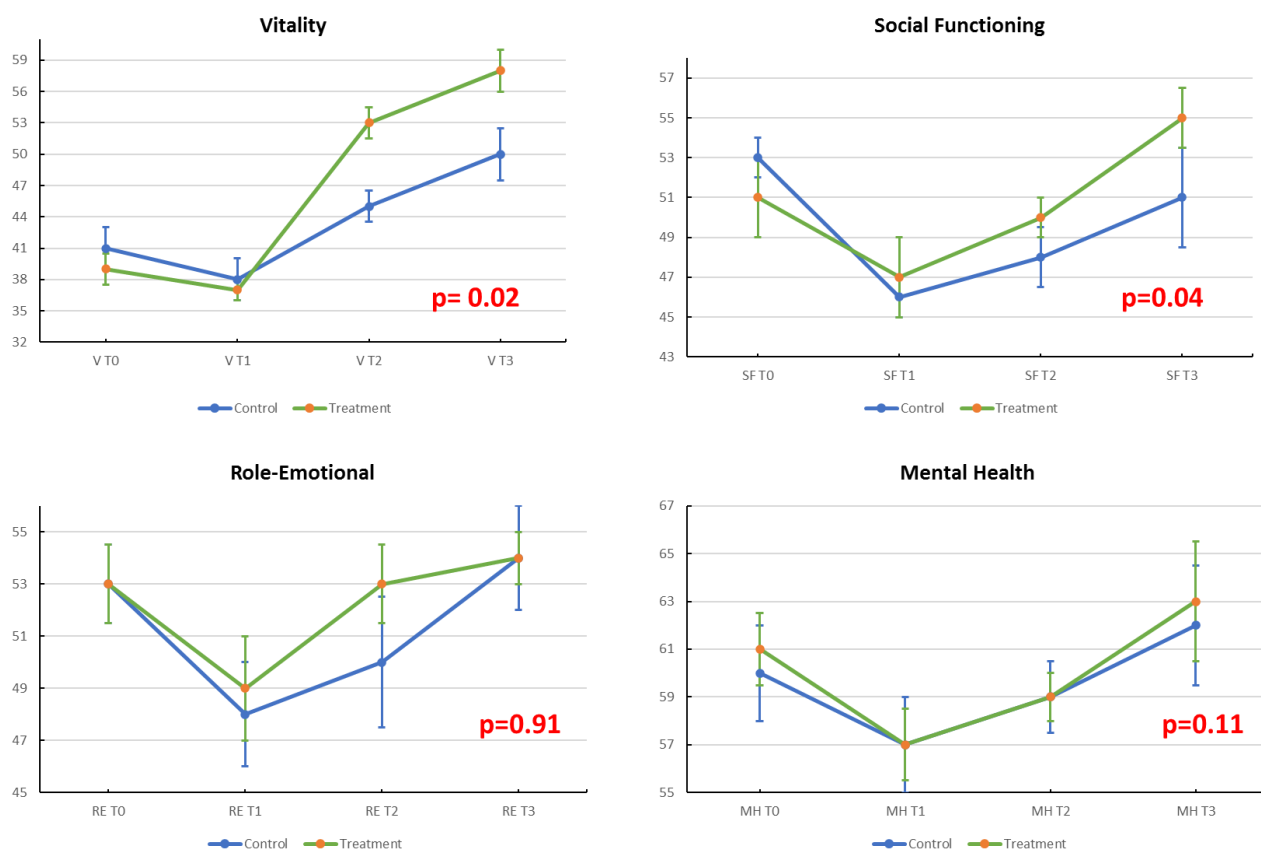 Vitality
59
56
53
50
47
44
41
38
35
32
p= 0.02
V T0 V T1 V T2 V T3
Control Treatment
Social Functioning
57
55
53
51
49
47
45
43
p=0.04
SF T0 SF T1 SF T2 SF T3
Control Treatment
Role-Emotional
55
53
51
49
47
45
p=0.91
RE T0 RE T1 RE T2 RE T3
Control Treatment
Mental Health
67
65
63
61
59
57
55
p=0.11
MH T0 MH T1 MH T2 MH T3
Control Treatment